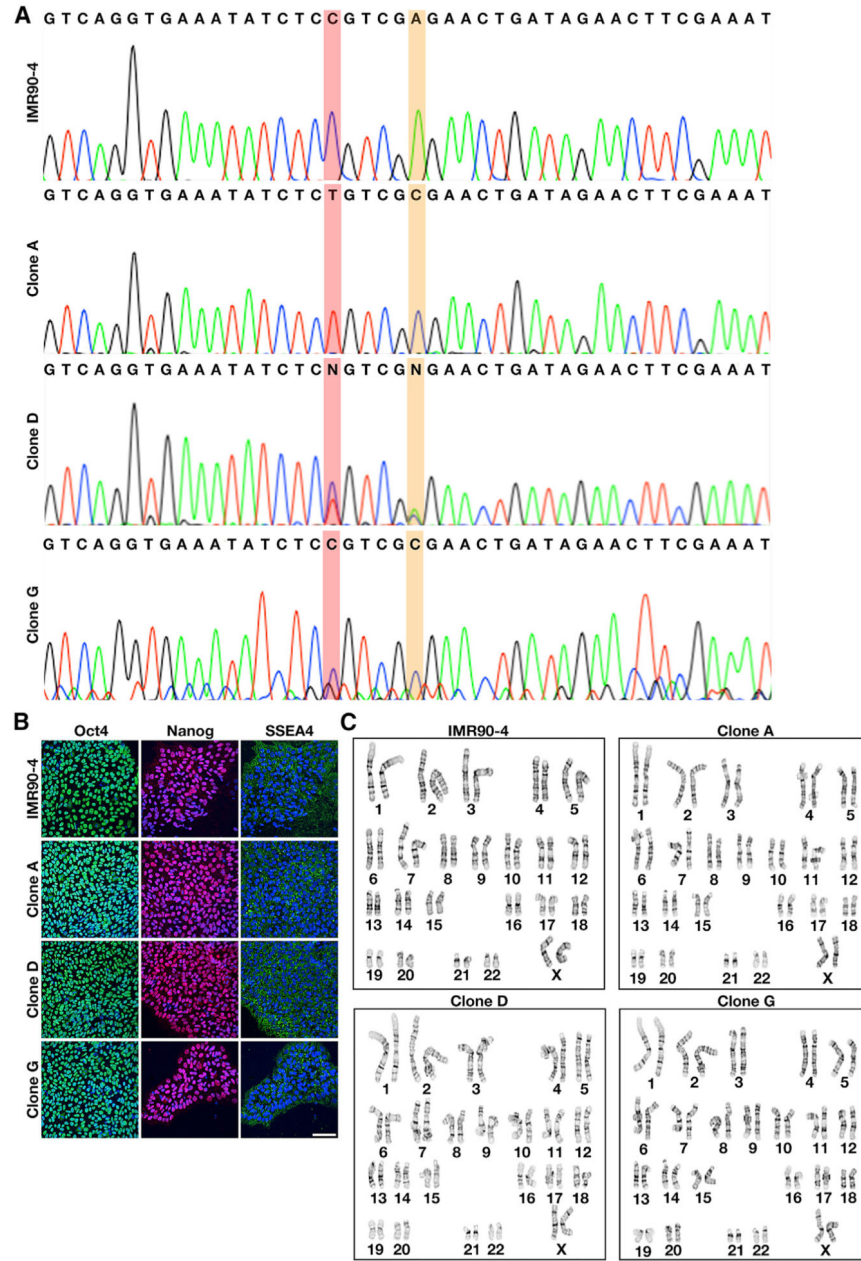 A
G T C A G G T G A A A T A T C T C C G T C G A G A A C T G A T A G A A C T T C G A A A T
IMR90-4
G T C A G G T G A A A T A T C T C T G T C G C G A A C T G A T A G A A C T T C G A A A T
Clone A
G T C A G G T G A A A T A T C T C N G T C G N G A A C T G A T A G A A C T T C G A A A T
Clone D
G T C A G G T G A A A T A T C T C C G T C G C G A A C T G A T A G A A C T T C G A A A T
Clone G
B
Oct4 Nanog SSEA4
IMR90-4
Clone A
Clone D
Clone G
C
IMR90-4
1 2 3 4 5
6 7 8 9 10 11 12
13 14 15 16 17 18
19 20 21 22 X
Clone A
1 2 3 4 5
6 7 8 9 10 11 12
13 14 15 16 17 18
19 20 21 22 X
Clone D
1 2 3 4 5
6 7 8 9 10 11 12
13 14 15 16 17 18
19 20 21 22 X
Clone G
1 2 3 4 5
6 7 8 9 10 11 12
13 14 15 16 17 18
19 20 21 22 X